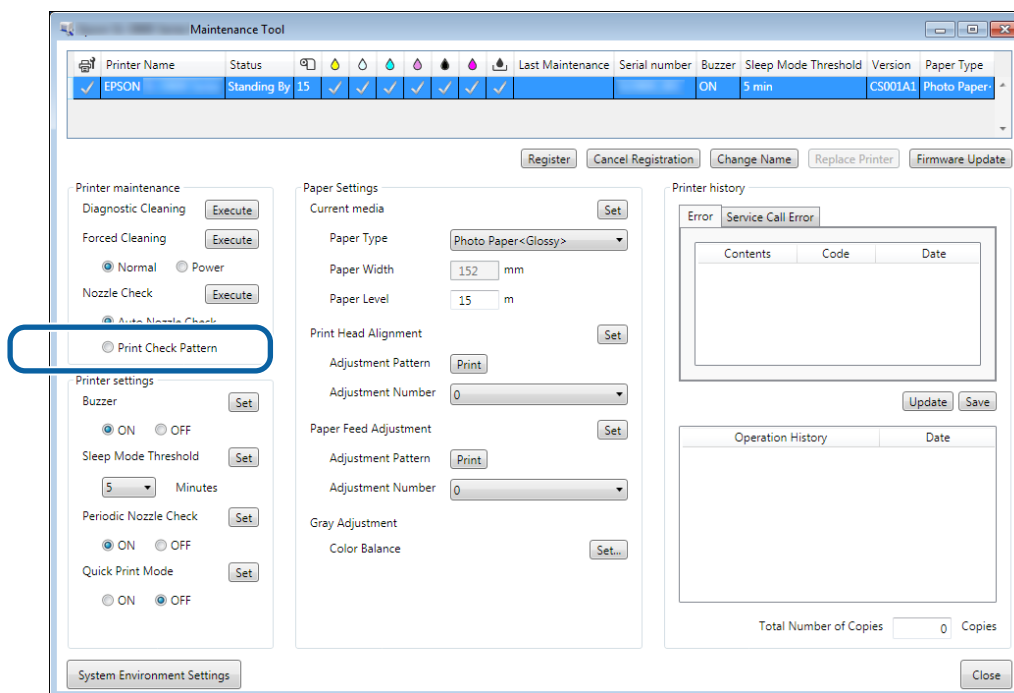 Maintenance Tool
Printer Name Status Last Maintenance Serial number Buzzer Sleep Mode Threshold Version Paper Type
EPSON Standing By 15 ON 5 min CS001A1 Photo Paper
Register Cancel Registration Change Name Replace Printer Firmware Update
Printer maintenance
Diagnostic Cleaning Execute
Forced Cleaning Execute
Normal Power
Nozzle Check Execute
Auto Nozzle Check
Print Check Pattern
Printer settings
Buzzer Set
ON OFF
Sleep Mode Threshold Set
5 Minutes
Periodic Nozzle Check Set
ON OFF
Quick Print Mode Set
ON OFF
Paper Settings
Current media Set
Paper Type Photo Paper<Glossy>
Paper Width 152 mm
Paper Level 15 m
Print Head Alignment Set
Adjustment Pattern Print
Adjustment Number 0
Paper Feed Adjustment Set
Adjustment Pattern Print
Adjustment Number 0
Gray Adjustment
Color Balance Set...
Printer history
Error Service Call Error
Contents Code Date
Update Save
Operation History Date
Total Number of Copies 0 Copies
System Environment Settings Close